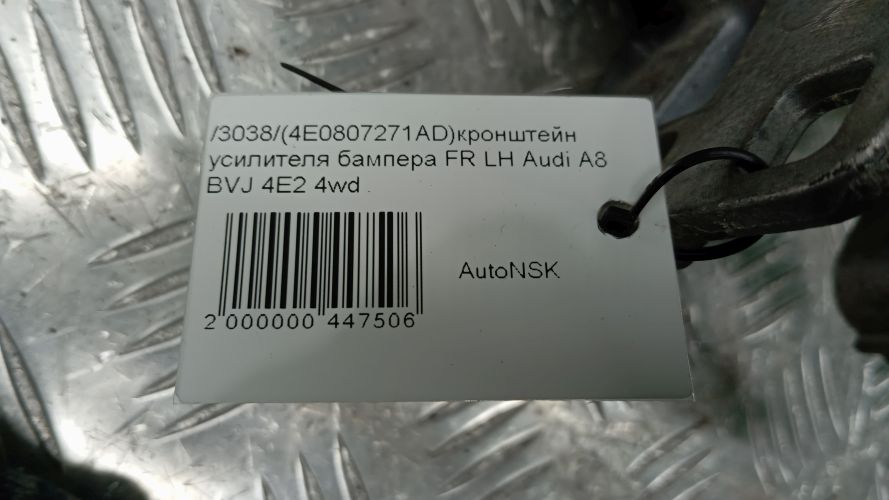 /3038/(4E0807271AD)кронштейн
усилителя бампера FR LH Audi A8
BVJ 4E2 4wd
AutoNSK
2 000000 447506